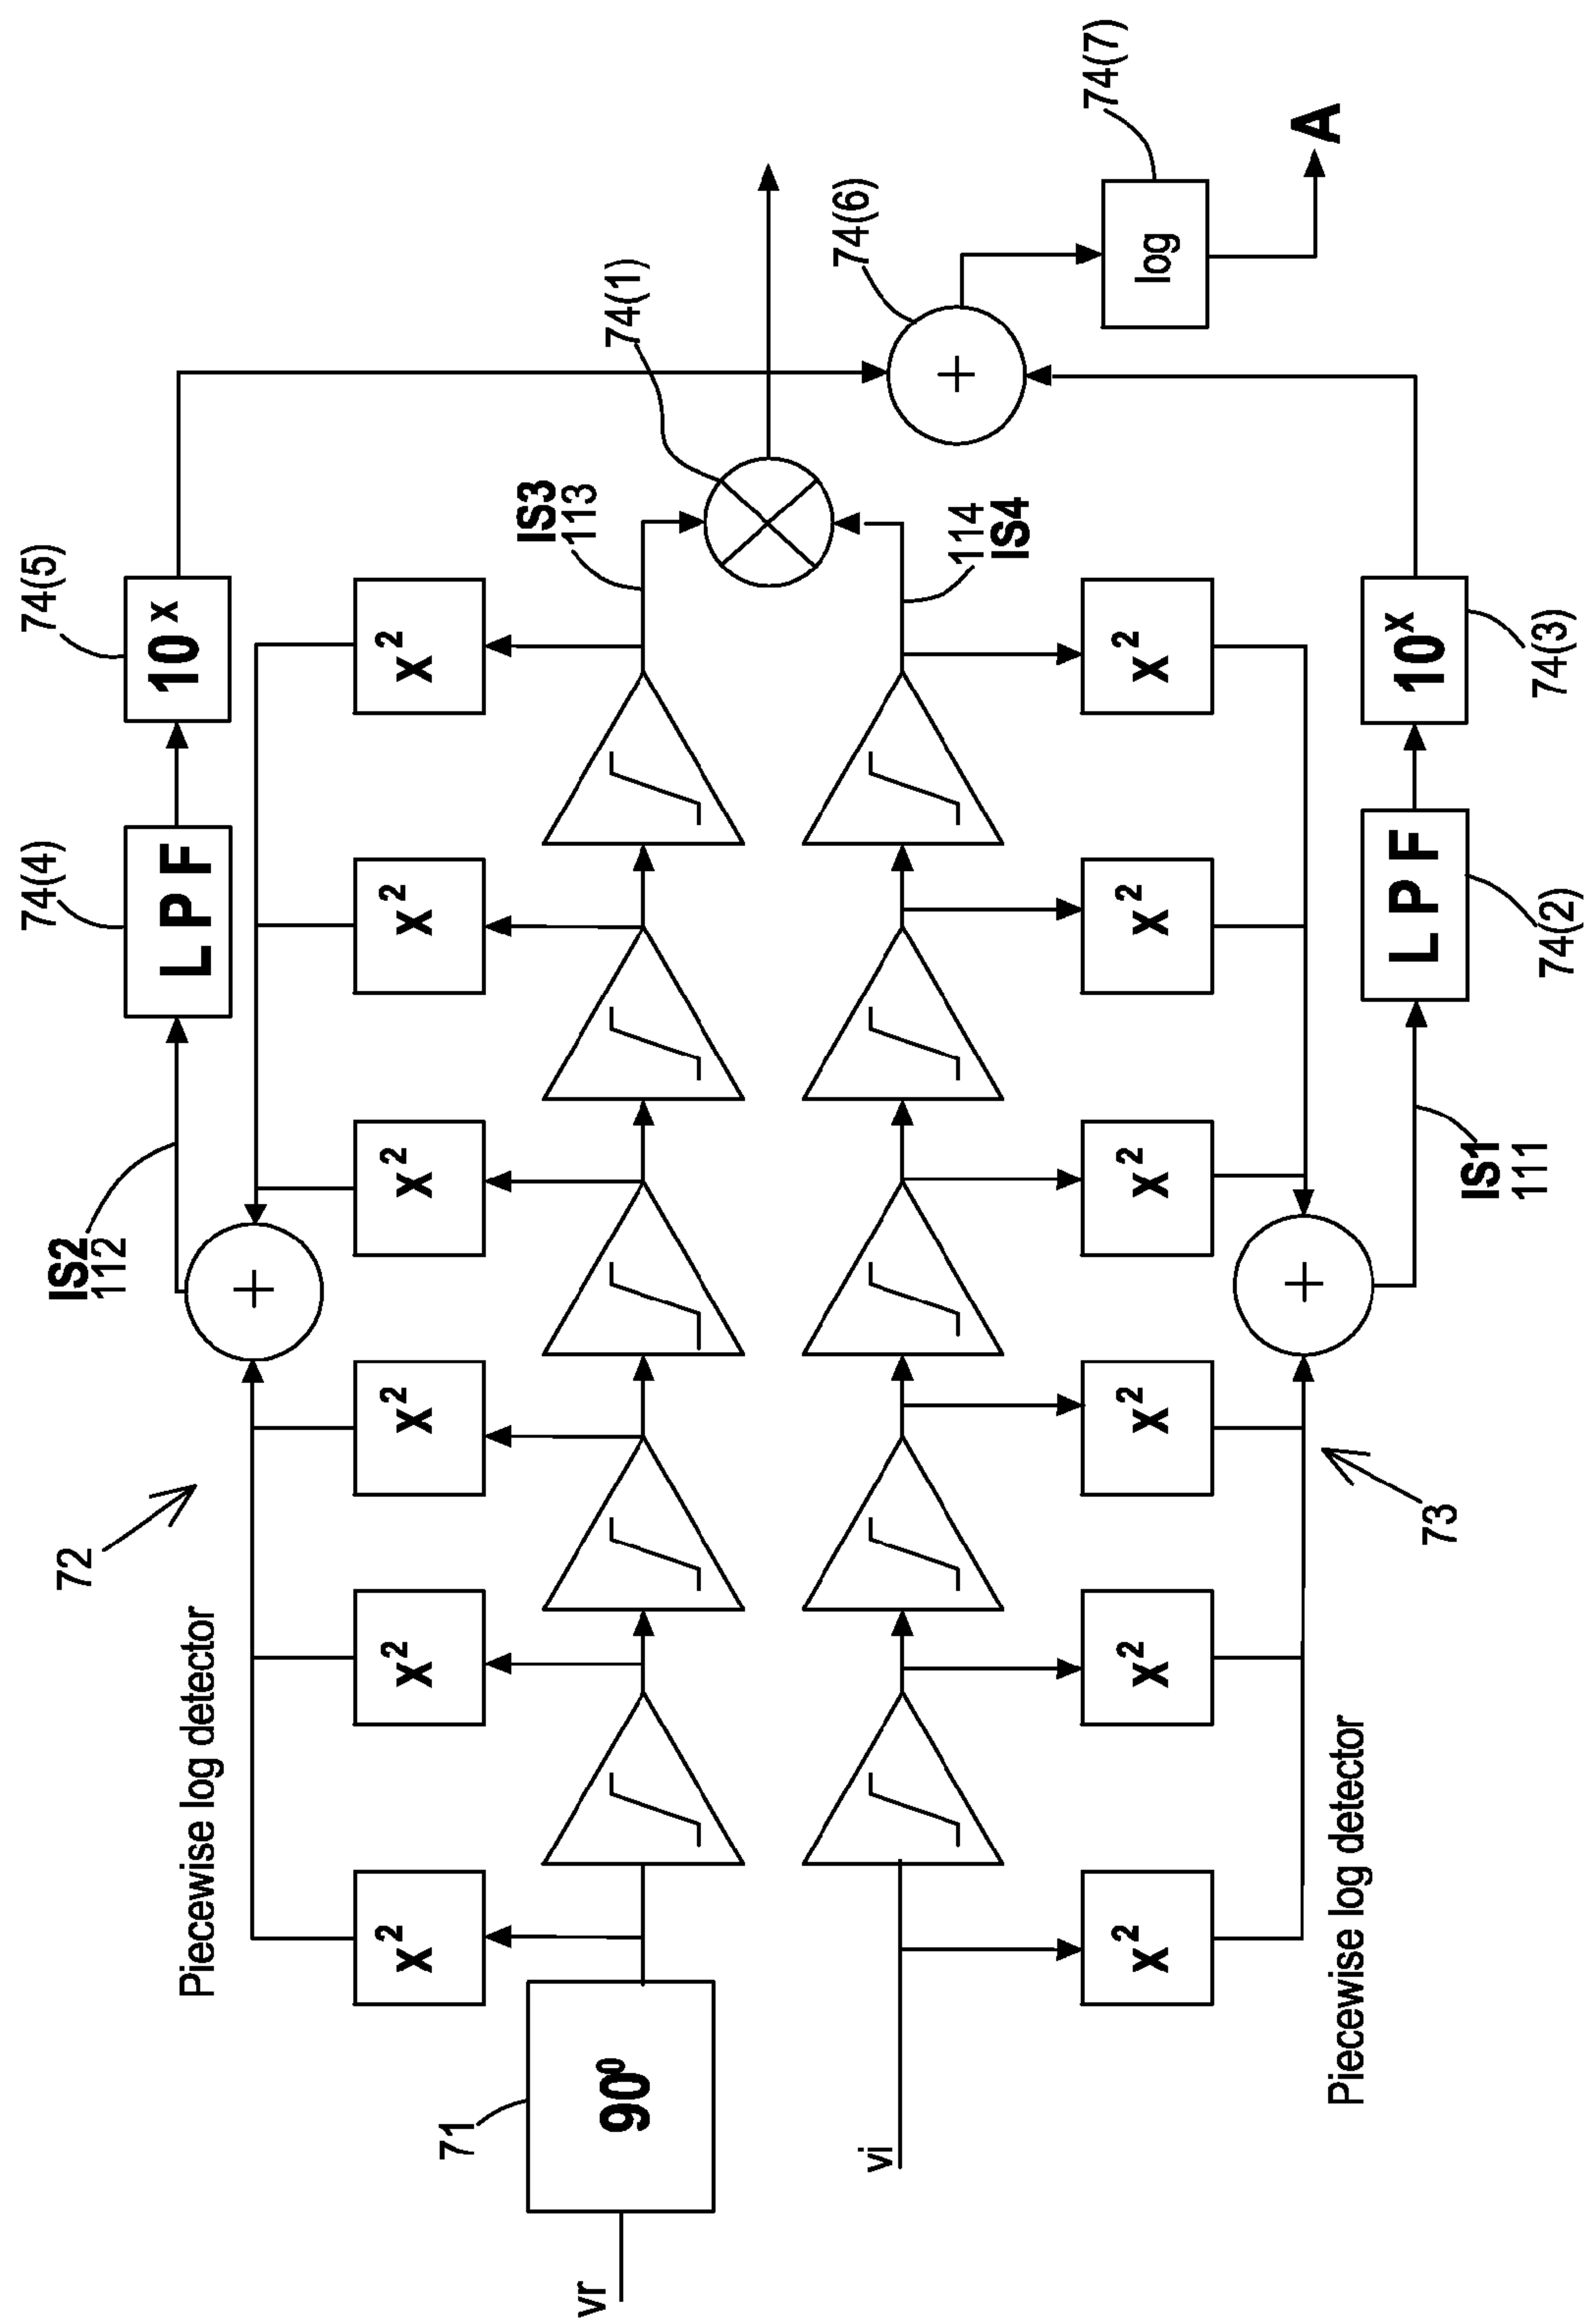 vr
90⁰
71
vi
Piecewise log detector
72
x²
x²
x²
x²
x²
x²
+
IS2
112
LPF
74(4)
10ˣ
74(5)
IS3
113
74(1)
114
IS4
x²
x²
x²
x²
x²
x²
Piecewise log detector
73
+
IS1
111
LPF
74(2)
10ˣ
74(3)
+
74(6)
log
74(7)
A